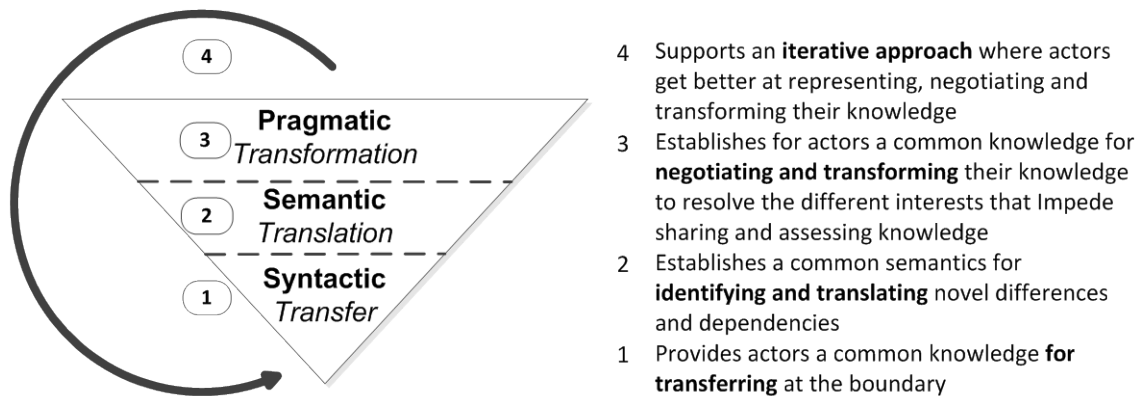 4
3
Pragmatic
Transformation
2
Semantic
Translation
1
Syntactic
Transfer
4 Supports an iterative approach where actors
get better at representing, negotiating and
transforming their knowledge
3 Establishes for actors a common knowledge for
negotiating and transforming their knowledge
to resolve the different interests that Impede
sharing and assessing knowledge
2 Establishes a common semantics for
identifying and translating novel differences
and dependencies
1 Provides actors a common knowledge for
transferring at the boundary